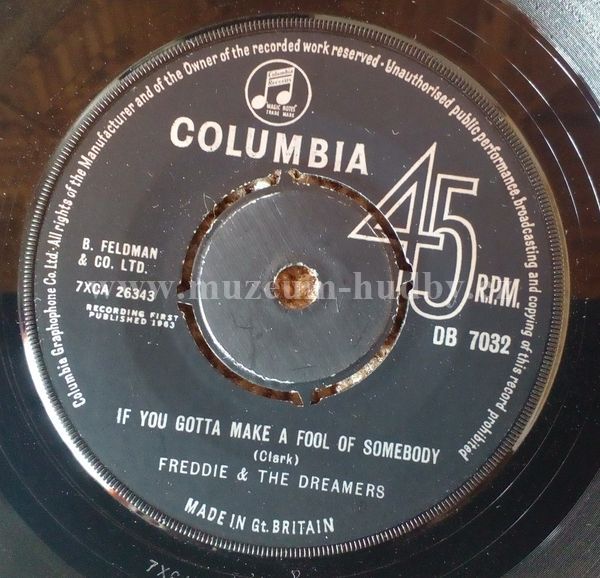 Columbia Graphophone Co. Ltd. All rights of the Manufacturer and of the Owner of the recorded work reserved - Unauthorised public performance, broadcasting and copying of this record prohibited
Columbia
Records
MAGIC NOTES
TRADE MARK
COLUMBIA
45 R.P.M.
B. FELDMAN
& CO. LTD.
7XCA 26343
RECORDING FIRST
PUBLISHED 1963
DB 7032
www.muzeum-hudby.
IF YOU GOTTA MAKE A FOOL OF SOMEBODY
(Clark)
FREDDIE & THE DREAMERS
MADE IN Gt. BRITAIN